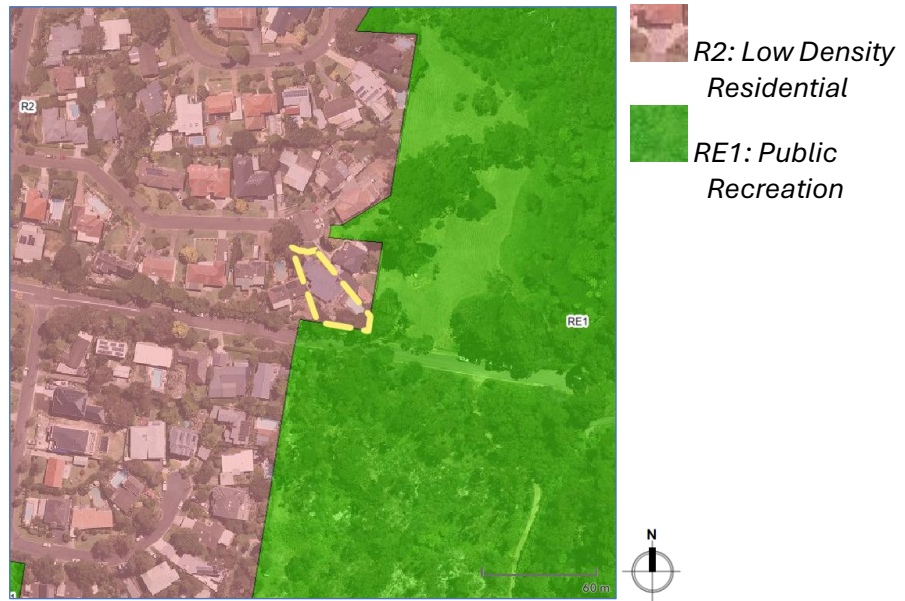 R2: Low Density
Residential
R2
RE1: Public
Recreation
RE1
N
60 m